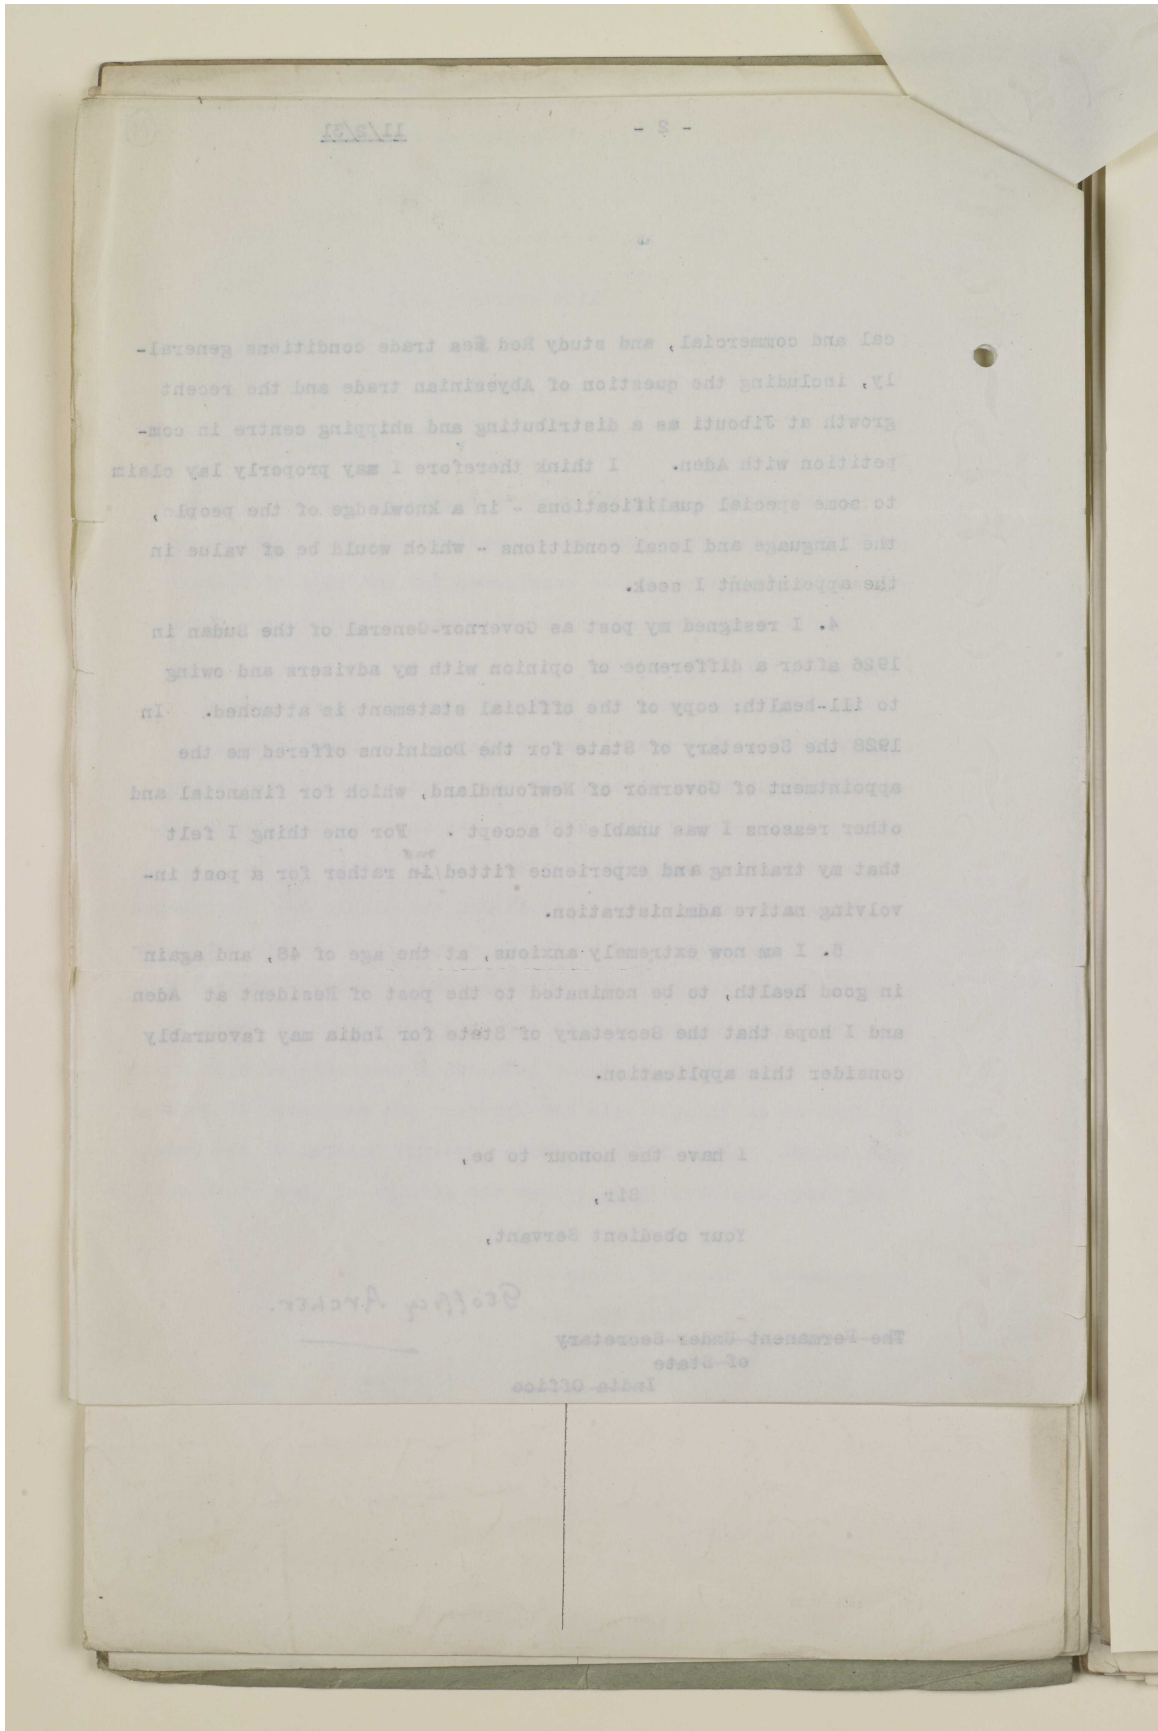 - 2 -   11/2/31
cal and commercial, and study Red Sea trade conditions general-
ly, including the question of Abyssinian trade and the recent
growth at Jibouti as a distributing and shipping centre in com-
petition with Aden.   I think therefore I may properly lay claim
to some special qualifications - in a knowledge of the people,
the language and local conditions - which would be of value in
the appointment I seek.
4. I resigned my post as Governor-General of the Sudan in
1926 after a difference of opinion with my advisers and owing
to ill-health: copy of the official statement is attached.   In
1928 the Secretary of State for the Dominions offered me the
appointment of Governor of Newfoundland, which for financial and
other reasons I was unable to accept .   For one thing I felt
that my training and experience fitted/in rather for a post in-
volving native administration.
I am now extremely anxious, at the age of 48, and again
in good health, to be nominated to the post of Resident at Aden
and I hope that the Secretary of State for India may favourably
consider this application.
I have the honour to be,
Sir,
Your obedient Servant,
Geoffrey Archer.
The Permanent Under Secretary
of State
India Office